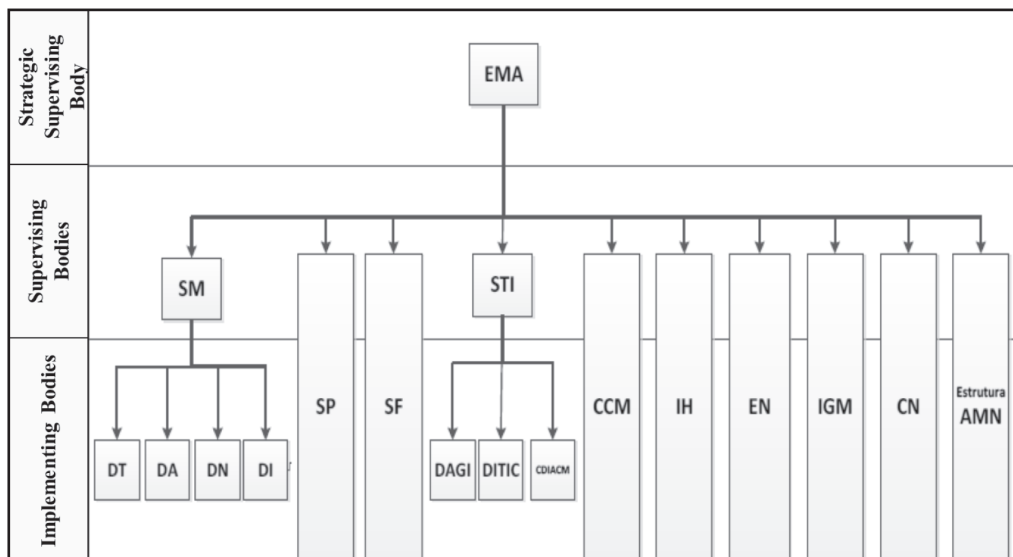 Strategic
Supervising
Body
EMA
Supervising
Bodies
SM
STI
Implementing Bodies
SP
SF
CCM
IH
EN
IGM
CN
Estrutura
AMN
DT
DA
DN
DI
DAGI
DITIC
CDIACM